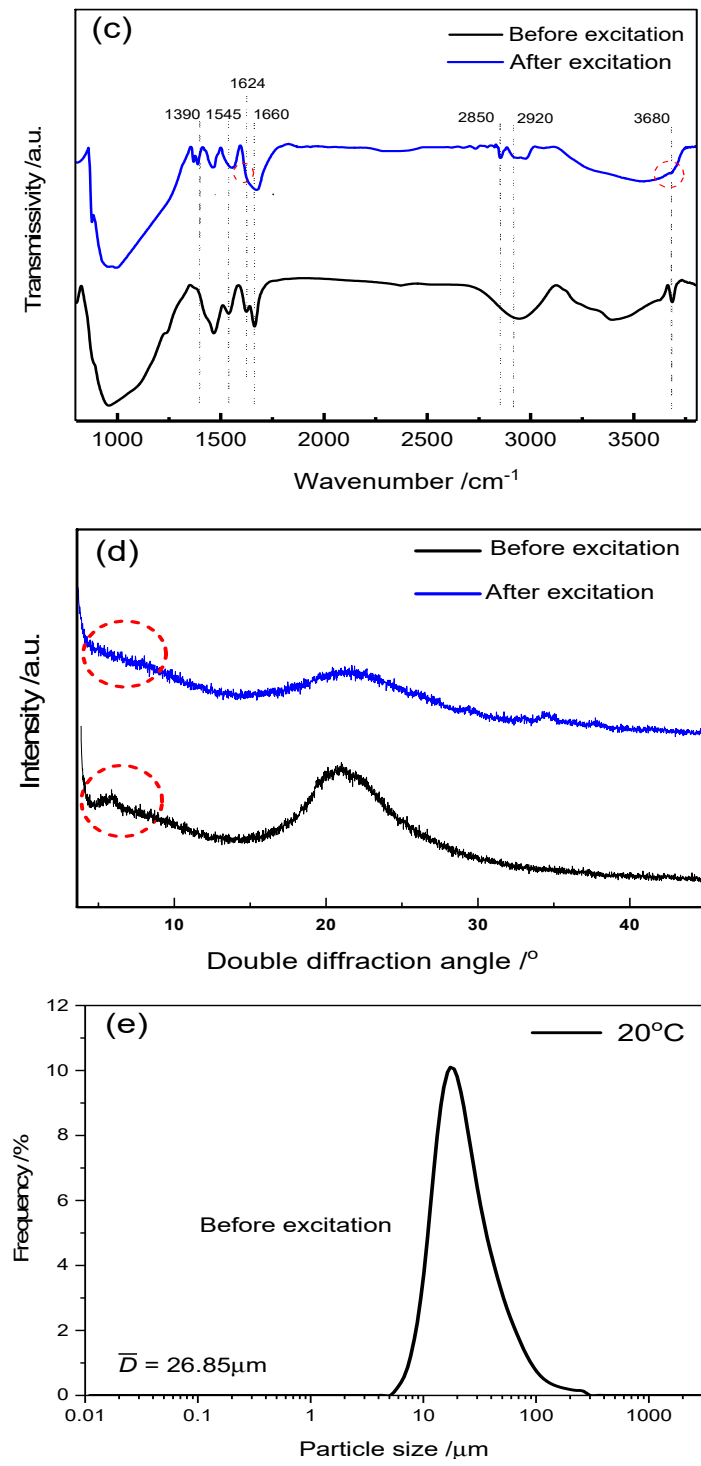 (c)
Before excitation
After excitation
1624
1390 1545 1660 2850 2920 3680
Transmissivity /a.u.
1000 1500 2000 2500 3000 3500
Wavenumber /cm⁻¹
(d)
Before excitation
After excitation
Intensity /a.u.
10 20 30 40
Double diffraction angle /°
(e)
20°C
12
10
8
6
4
2
0
Frequency /%
Before excitation
D̅ = 26.85μm
0.01 0.1 1 10 100 1000
Particle size /μm